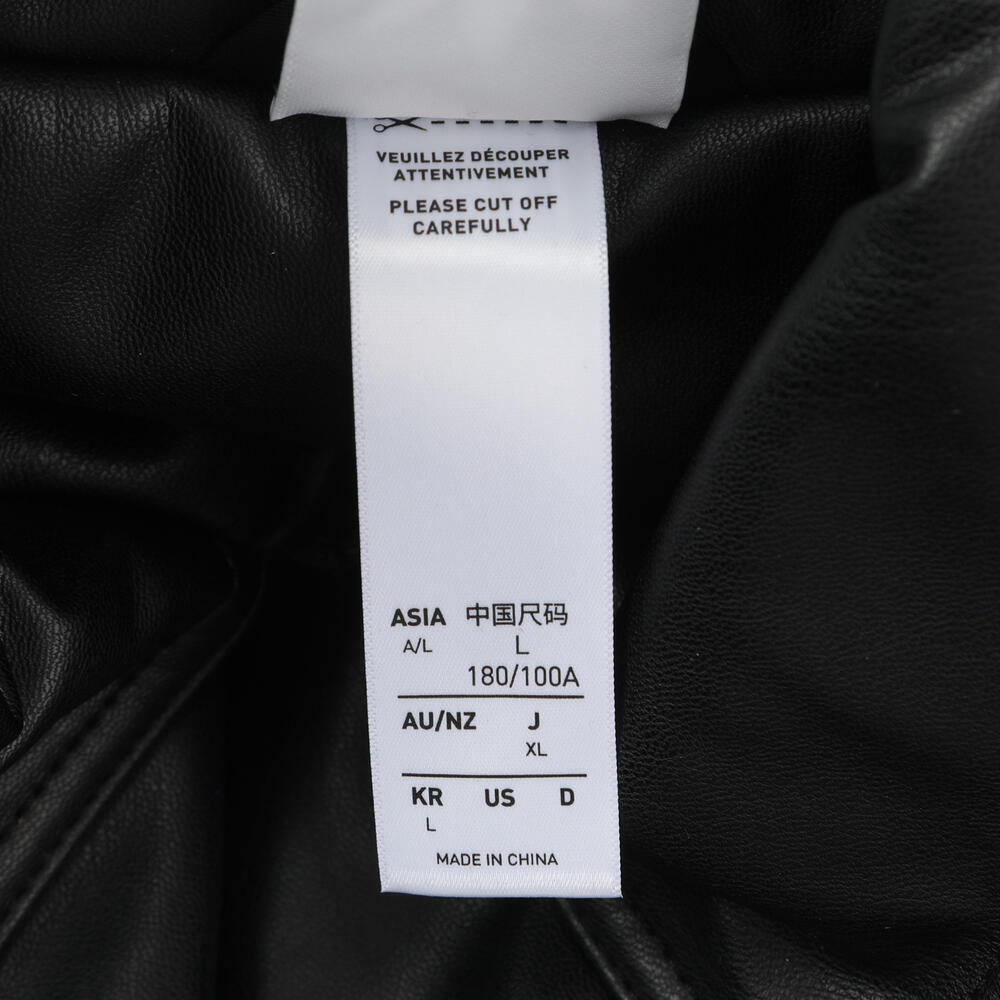 VEUILLEZ DÉCOUPER
ATTENTIVEMENT
PLEASE CUT OFF
CAREFULLY
ASIA 中国尺码
A/L L
180/100A
AU/NZ J
XL
KR US D
L
MADE IN CHINA